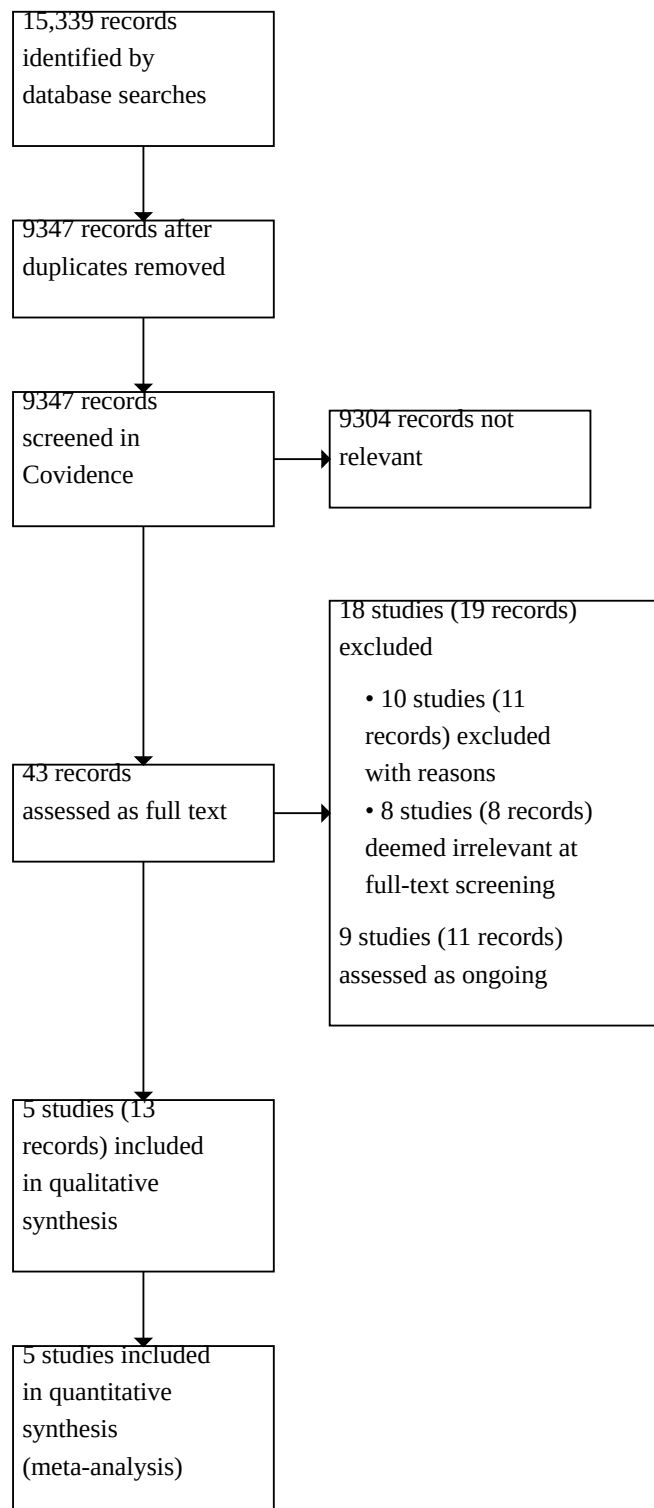 15,339 records
identified by
database searches
9347 records after
duplicates removed
9347 records
screened in
Covidence
9304 records not
relevant
18 studies (19 records)
excluded
• 10 studies (11
records) excluded
with reasons
• 8 studies (8 records)
deemed irrelevant at
full-text screening
9 studies (11 records)
assessed as ongoing
43 records
assessed as full text
5 studies (13
records) included
in qualitative
synthesis
5 studies included
in quantitative
synthesis
(meta-analysis)